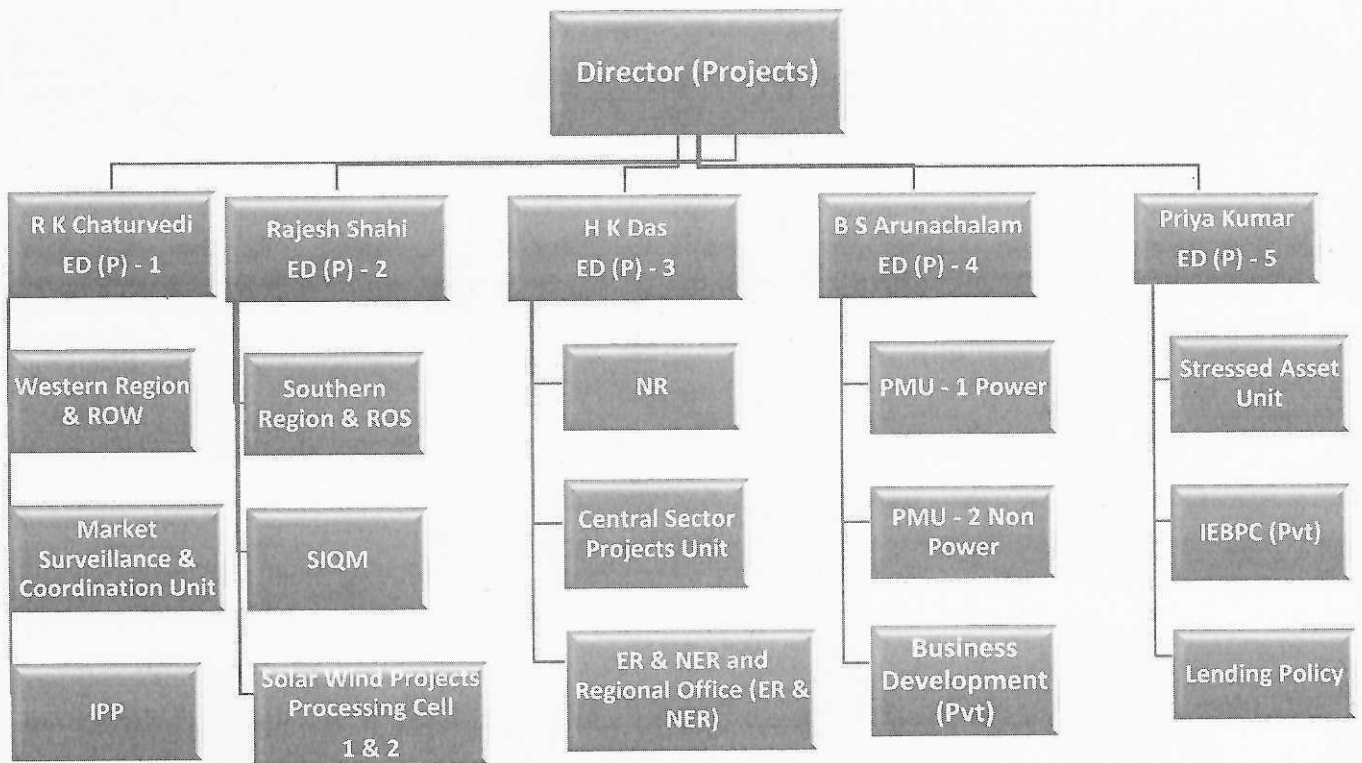 Director (Projects)
R K Chaturvedi
ED (P) - 1
Rajesh Shahi
ED (P) - 2
H K Das
ED (P) - 3
B S Arunachalam
ED (P) - 4
Priya Kumar
ED (P) - 5
Western Region
& ROW
Market
Surveillance &
Coordination Unit
IPP
Southern
Region & ROS
SIQM
Solar Wind Projects
Processing Cell
1 & 2
NR
Central Sector
Projects Unit
ER & NER and
Regional Office (ER &
NER)
PMU - 1 Power
PMU - 2 Non
Power
Business
Development
(Pvt)
Stressed Asset
Unit
IEBPC (Pvt)
Lending Policy